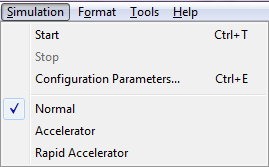 Simulation Format Tools Help
Start Ctrl+T
Stop
Configuration Parameters... Ctrl+E
Normal
Accelerator
Rapid Accelerator